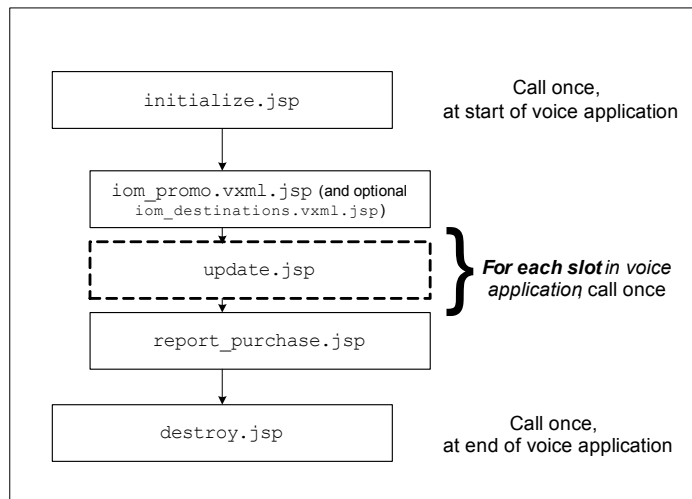 initialize.jsp
Call once,
at start of voice application
iom_promo.vxml.jsp (and optional
iom_destinations.vxml.jsp)
update.jsp
For each slot in voice
application, call once
report_purchase.jsp
destroy.jsp
Call once,
at end of voice application